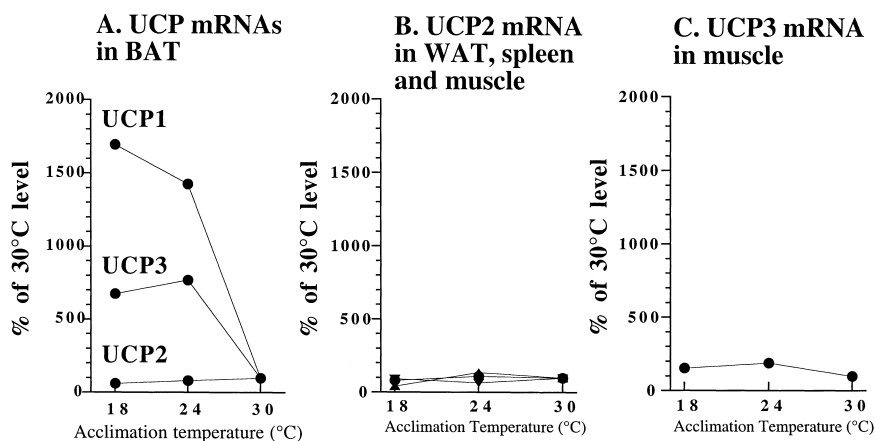 A. UCP mRNAs
in BAT
% of 30°C level
2000
1500
1000
500
0
UCP1
UCP3
UCP2
18 24 30
Acclimation temperature (°C)
B. UCP2 mRNA
in WAT, spleen
and muscle
% of 30°C level
2000
1500
1000
500
0
18 24 30
Acclimation Temperature (°C)
C. UCP3 mRNA
in muscle
% of 30°C level
2000
1500
1000
500
0
18 24 30
Acclimation Temperature (°C)